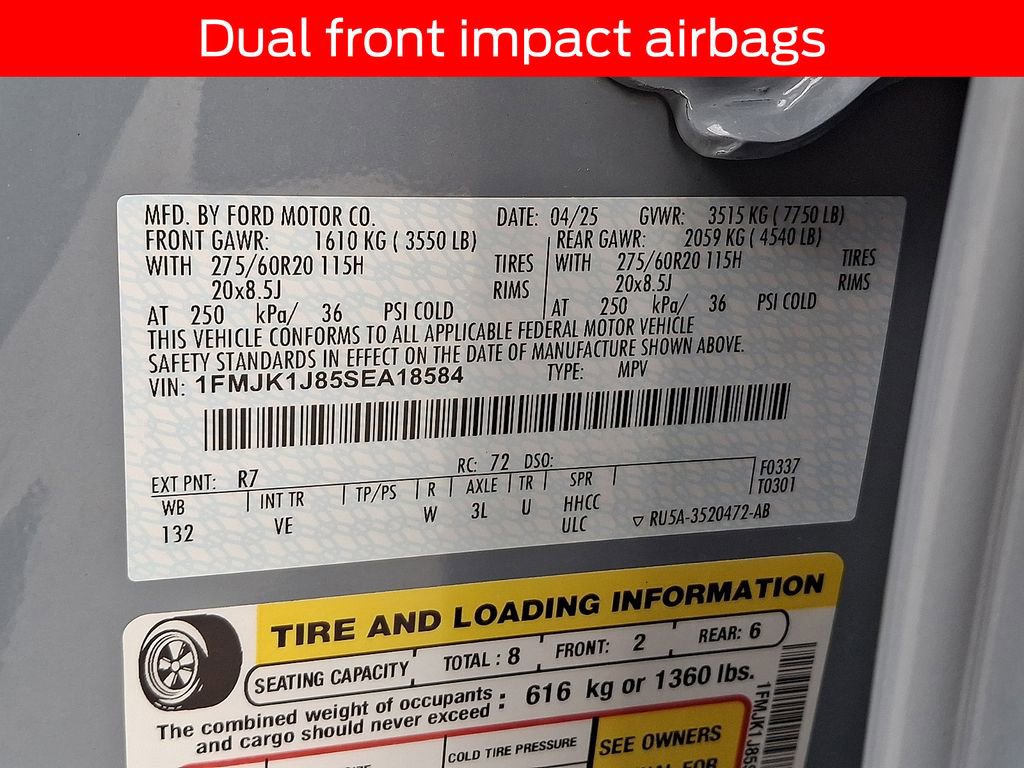 Dual front impact airbags
MFD. BY FORD MOTOR CO. DATE: 04/25 GVWR: 3515 KG ( 7750 LB)
FRONT GAWR: 1610 KG ( 3550 LB) REAR GAWR: 2059 KG ( 4540 LB)
WITH 275/60R20 115H TIRES WITH 275/60R20 115H TIRES
20x8.5J RIMS 20x8.5J RIMS
AT 250 kPa/ 36 PSI COLD AT 250 kPa/ 36 PSI COLD
THIS VEHICLE CONFORMS TO ALL APPLICABLE FEDERAL MOTOR VEHICLE
SAFETY STANDARDS IN EFFECT ON THE DATE OF MANUFACTURE SHOWN ABOVE.
VIN: 1FMJK1J85SEA18584 TYPE: MPV
EXT PNT: R7 RC: 72 DSO: F0337
WB INT TR TP/PS R AXLE TR SPR T0301
132 VE W 3L U HHCC
ULC ▽ RU5A-3520472-AB
TIRE AND LOADING INFORMATION
SEATING CAPACITY TOTAL : 8 FRONT: 2 REAR: 6
The combined weight of occupants
and cargo should never exceed : 616 kg or 1360 lbs.
COLD TIRE PRESSURE SEE OWNERS
1FMJK1J85S